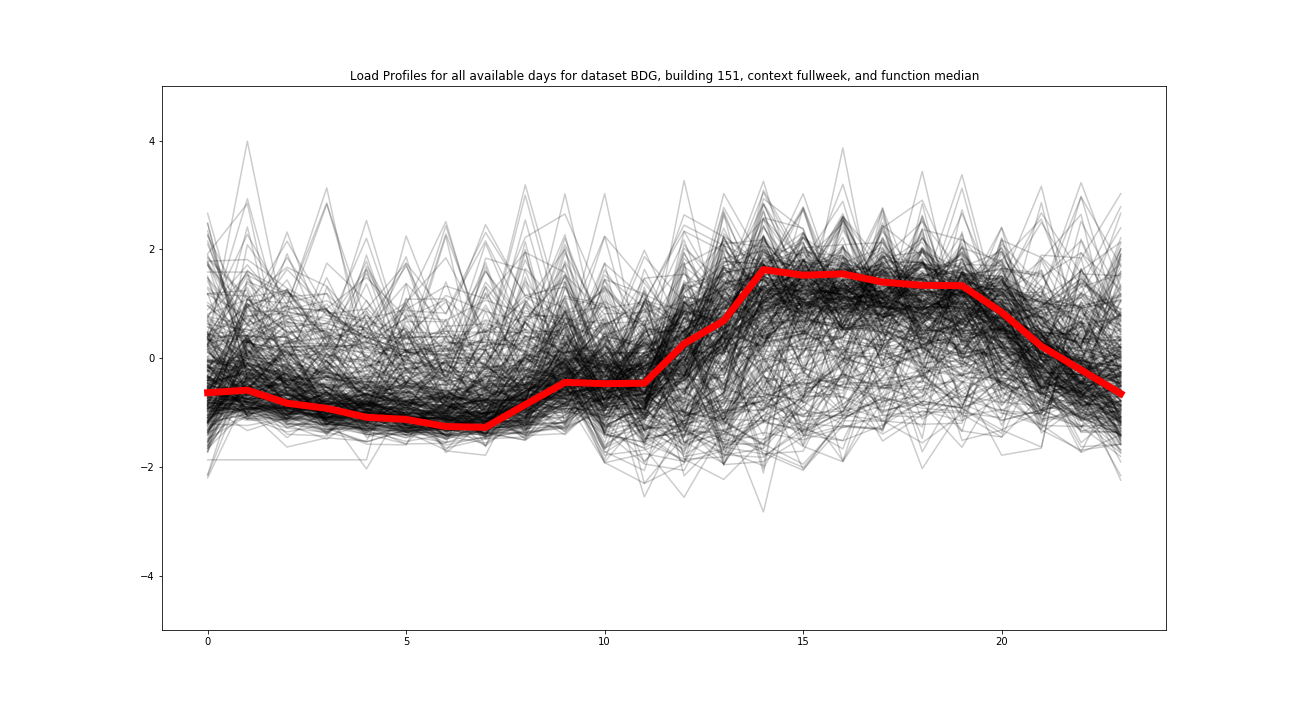 Load Profiles for all available days for dataset BDG, building 151, context fullweek, and function median
4
2
0
−2
−4
0 5 10 15 20